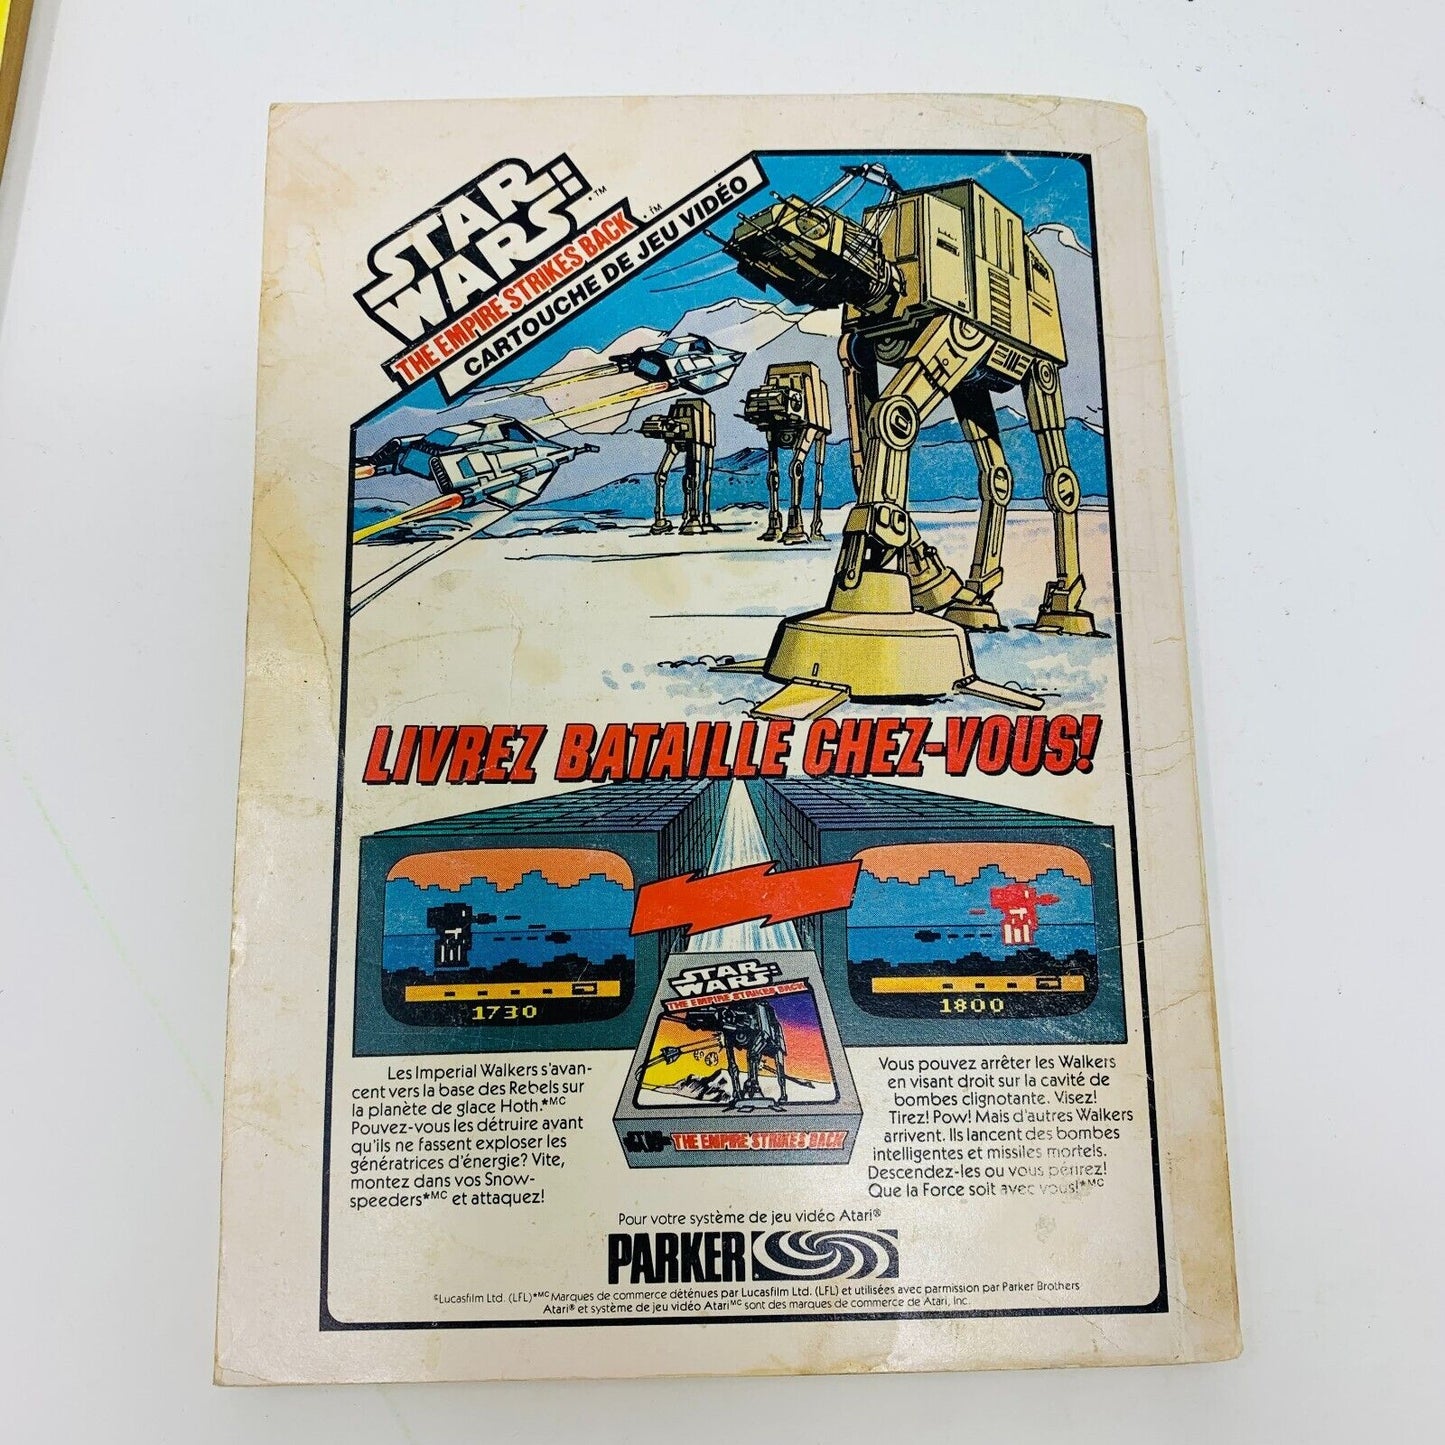 STAR
WARS:™
THE EMPIRE STRIKES BACK.™
CARTOUCHE DE JEU VIDÉO
LIVREZ BATAILLE CHEZ-VOUS!
1730
1800
STAR
WARS:
THE EMPIRE STRIKES BACK
THE EMPIRE STRIKES BACK
Les Imperial Walkers s'avan-
cent vers la base des Rebels sur
la planète de glace Hoth.*MC
Pouvez-vous les détruire avant
qu'ils ne fassent exploser les
génératrices d'énergie? Vite,
montez dans vos Snow-
speeders*MC et attaquez!
Vous pouvez arrêter les Walkers
en visant droit sur la cavité de
bombes clignotante. Visez!
Tirez! Pow! Mais d'autres Walkers
arrivent. Ils lancent des bombes
intelligentes et missiles mortels.
Descendez-les ou vous périrez!
Que la Force soit avec vous!*MC
Pour votre système de jeu vidéo Atari®
PARKER
©Lucasfilm Ltd. (LFL)*MC Marques de commerce détenues par Lucasfilm Ltd. (LFL) et utilisées avec parmission par Parker Brothers
Atari® et système de jeu vidéo AtariMC sont des marques de commerce de Atari, Inc.